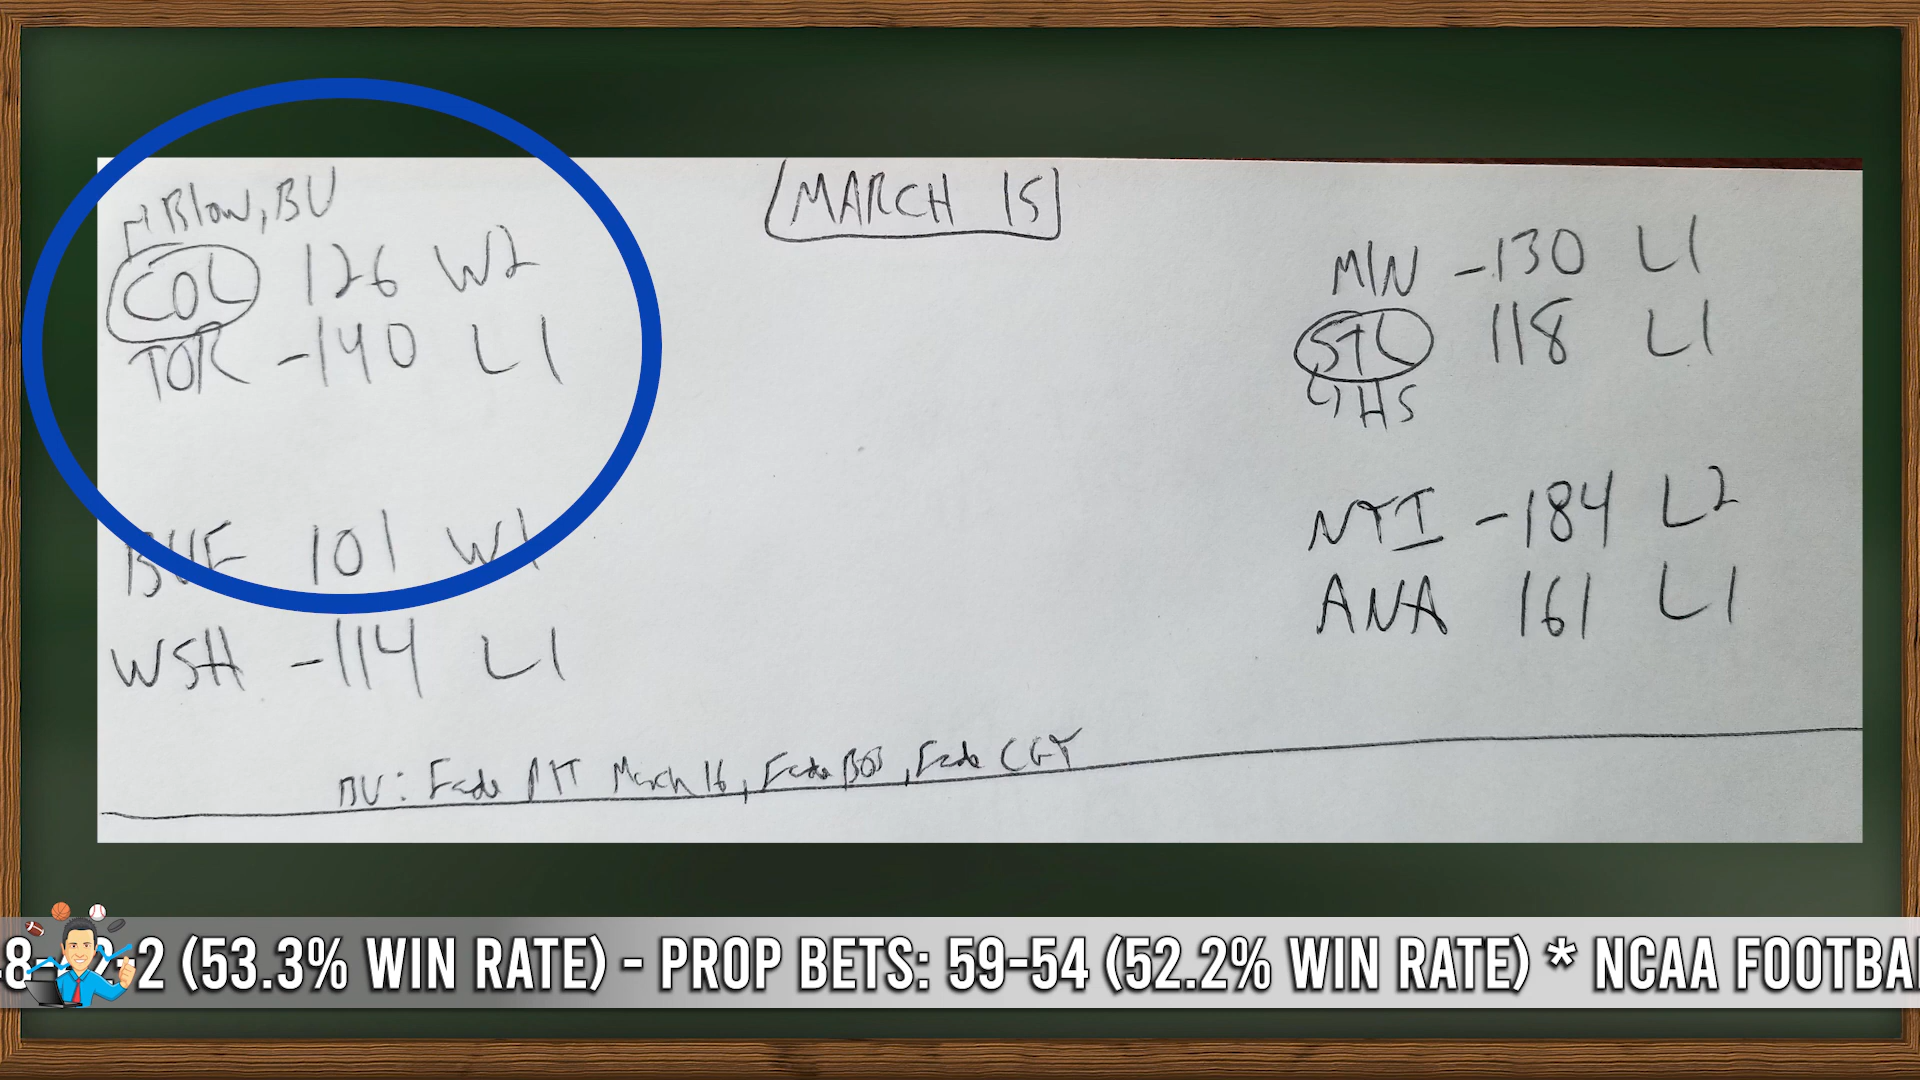 M Blow, BU
MARCH 15
COL 126 W2
TOR -140 L1
MIN -130 L1
STL 118 L1
GHS
BUF 101 W1
WSH -114 L1
NYI -184 L2
ANA 161 L1
BU: Fade March 16, Fade BOS, Fade CGY
2 (53.3% WIN RATE) - PROP BETS: 59-54 (52.2% WIN RATE) * NCAA FOOTBA